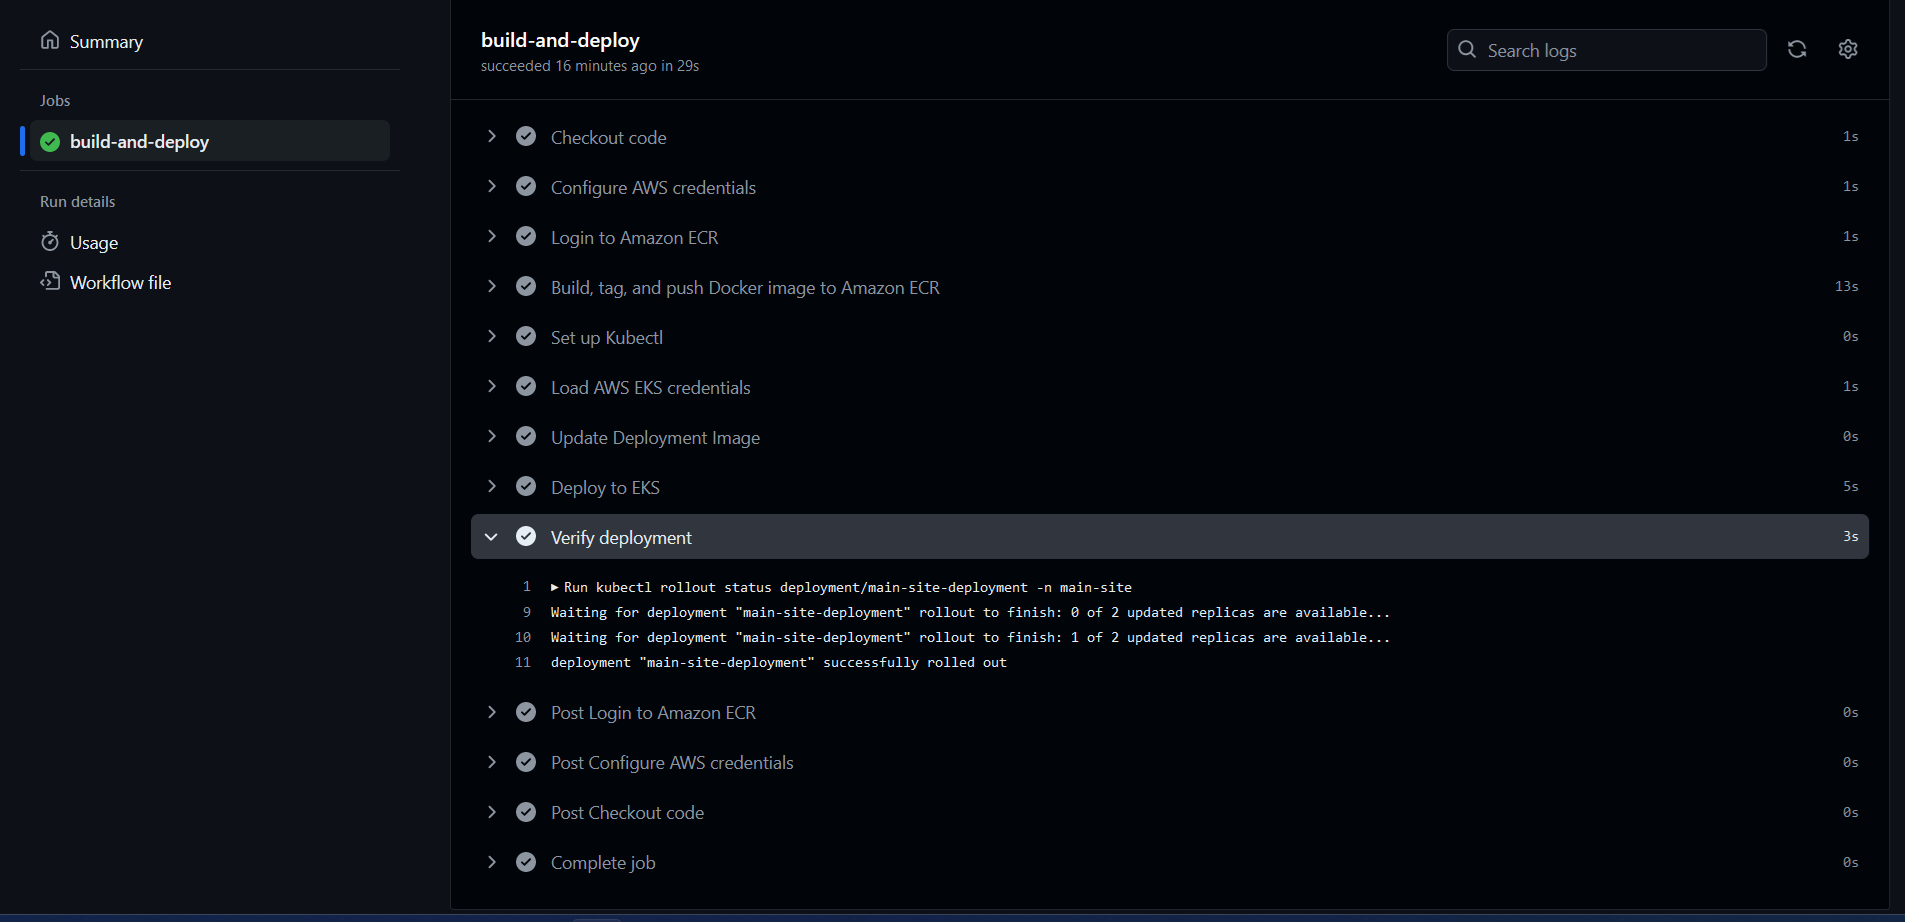 Summary
Jobs
build-and-deploy
Run details
Usage
Workflow file
build-and-deploy
succeeded 16 minutes ago in 29s
Search logs
Checkout code 1s
Configure AWS credentials 1s
Login to Amazon ECR 1s
Build, tag, and push Docker image to Amazon ECR 13s
Set up Kubectl 0s
Load AWS EKS credentials 1s
Update Deployment Image 0s
Deploy to EKS 5s
Verify deployment 3s
1 Run kubectl rollout status deployment/main-site-deployment -n main-site
9 Waiting for deployment "main-site-deployment" rollout to finish: 0 of 2 updated replicas are available...
10 Waiting for deployment "main-site-deployment" rollout to finish: 1 of 2 updated replicas are available...
11 deployment "main-site-deployment" successfully rolled out
Post Login to Amazon ECR 0s
Post Configure AWS credentials 0s
Post Checkout code 0s
Complete job 0s